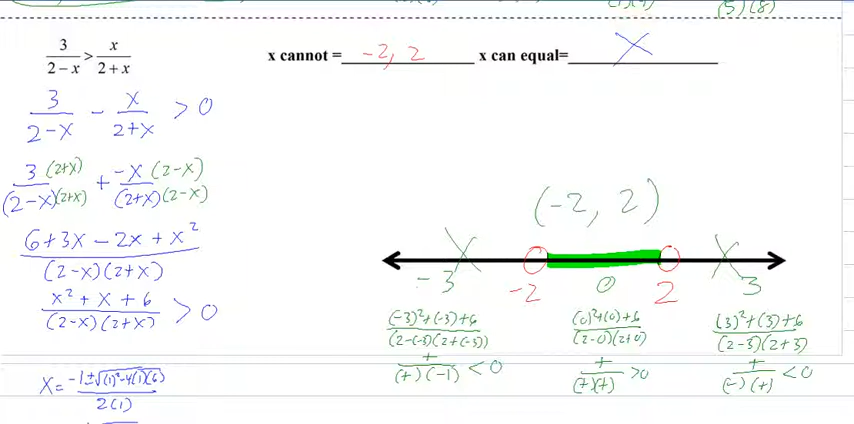 (5)(8)
3/(2 − x) > x/(2 + x)
x cannot = -2, 2 x can equal= X
3/(2-x) - x/(2+x) > 0
3(2+x)/((2-x)(2+x)) + -x(2-x)/((2+x)(2-x))
(6+3x-2x+x²)/((2-x)(2+x))
(x²+x+6)/((2-x)(2+x)) > 0
x = (-1±√((1)²-4(1)(6)))/(2(1))
(-2, 2)
-3 -2 0 2 3
((-3)²+(-3)+6)/((2-(-3)(2+(-3)) ((0)²+(0)+6)/((2-0)(2+0) ((3)²+(3)+6)/((2-3)(2+3)
+/((+)(-1)) < 0 +/((+)(+)) > 0 +/((-)(+)) < 0